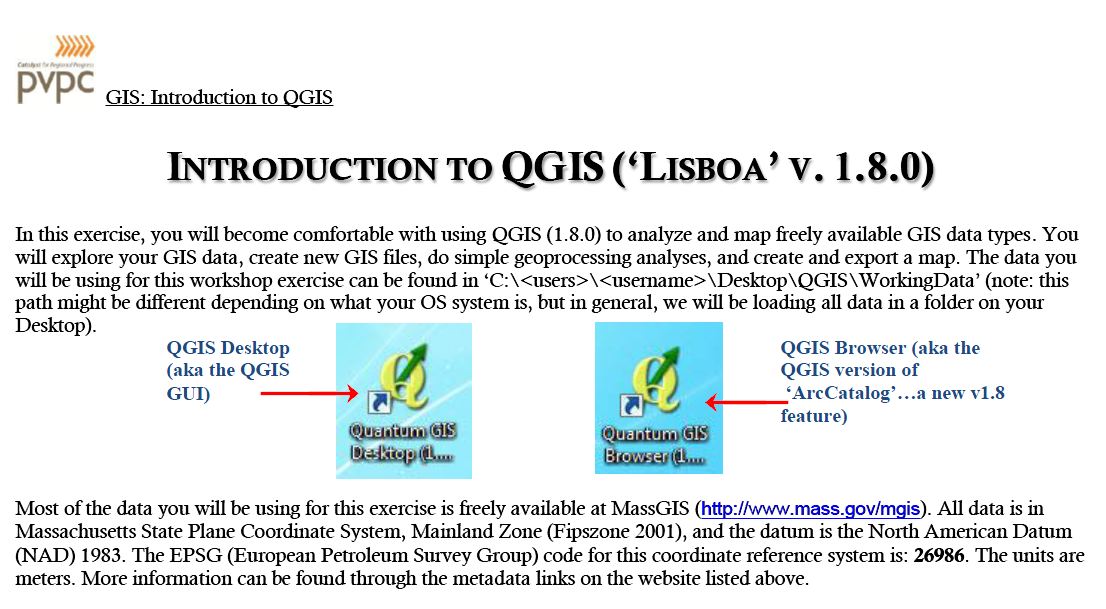 Catalyst for Regional Progress
pvpc
GIS: Introduction to QGIS
INTRODUCTION TO QGIS (‘LISBOA’ V. 1.8.0)
In this exercise, you will become comfortable with using QGIS (1.8.0) to analyze and map freely available GIS data types. You
will explore your GIS data, create new GIS files, do simple geoprocessing analyses, and create and export a map. The data you
will be using for this workshop exercise can be found in ‘C:\<users>\<username>\Desktop\QGIS\WorkingData’ (note: this
path might be different depending on what your OS system is, but in general, we will be loading all data in a folder on your
Desktop).
QGIS Desktop
(aka the QGIS
GUI)
Quantum GIS
Desktop (1....
Quantum GIS
Browser (1....
QGIS Browser (aka the
QGIS version of
‘ArcCatalog’…a new v1.8
feature)
Most of the data you will be using for this exercise is freely available at MassGIS (http://www.mass.gov/mgis). All data is in
Massachusetts State Plane Coordinate System, Mainland Zone (Fipszone 2001), and the datum is the North American Datum
(NAD) 1983. The EPSG (European Petroleum Survey Group) code for this coordinate reference system is: 26986. The units are
meters. More information can be found through the metadata links on the website listed above.